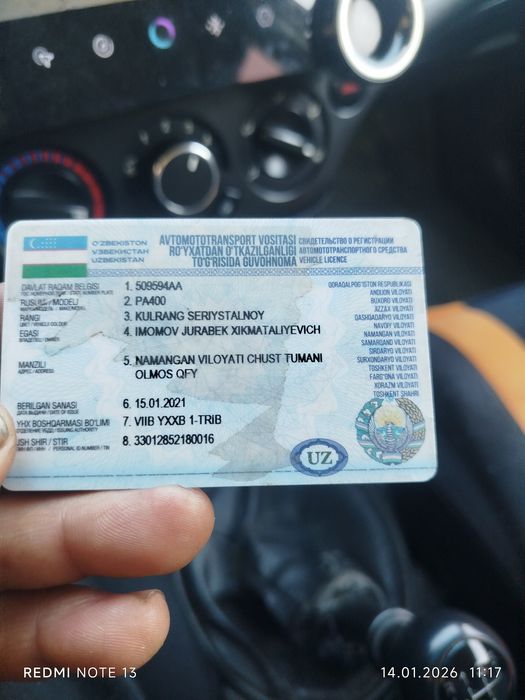 O'ZBEKISTON
УЗБЕКИСТАН
UZBEKISTAN
AVTOMOTOTRANSPORT VOSITASI
RO'YXATDAN O'TKAZILGANLIGI
TO'G'RISIDA GUVOHNOMA
СВИДЕТЕЛЬСТВО О РЕГИСТРАЦИИ
АВТОМОТОТРАНСПОРТНОГО СРЕДСТВА
VEHICLE LICENCE
DAVLAT RAQAM BELGISI
1. 509594AA
RUSUMI / MODELI
2. PA400
RANGI
3. KULRANG SERIYSTALNOY
EGASI
4. IMOMOV JURABEK XIKMATALIYEVICH
MANZILI
5. NAMANGAN VILOYATI CHUST TUMANI
OLMOS QFY
BERILGAN SANASI
6. 15.01.2021
YHX BOSHQARMASI BO'LIMI
7. VIIB YXXB 1-TRIB
JSH SHIR / STIR
8. 33012852180016
QORAQALPOG'ISTON RESPUBLIKASI
ANDIJON VILOYATI
BUXORO VILOYATI
JIZZAX VILOYATI
QASHQADARYO VILOYATI
NAVOIY VILOYATI
NAMANGAN VILOYATI
SAMARQAND VILOYATI
SIRDARYO VILOYATI
SURXONDARYO VILOYATI
TOSHKENT VILOYATI
FARG'ONA VILOYATI
XORAZM VILOYATI
TOSHKENT SHAHRI
UZ
REDMI NOTE 13
14.01.2026 11:17